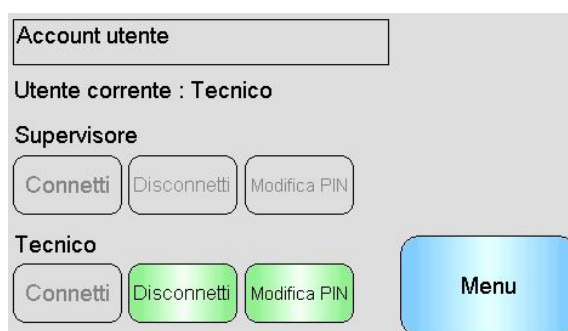 Account utente
Utente corrente : Tecnico
Supervisore
Connetti Disconnetti Modifica PIN
Tecnico
Connetti Disconnetti Modifica PIN
Menu